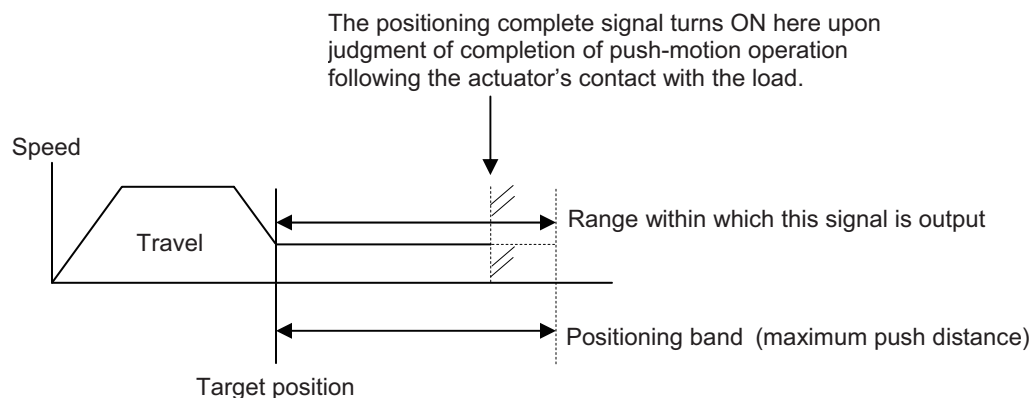 The positioning complete signal turns ON here upon
judgment of completion of push-motion operation
following the actuator's contact with the load.
Speed
Range within which this signal is output
Travel
Positioning band (maximum push distance)
Target position